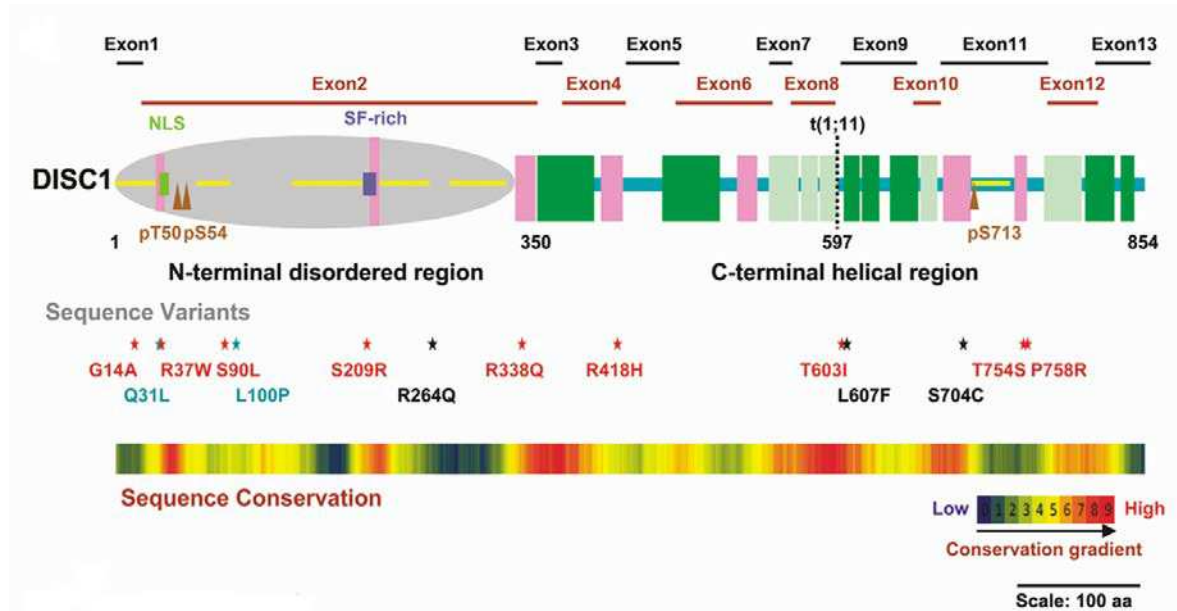 Exon1 Exon3 Exon5 Exon7 Exon9 Exon11 Exon13
Exon2 Exon4 Exon6 Exon8 Exon10 Exon12
NLS SF-rich t(1;11)
DISC1
pT50 pS54 pS713
1 350 597 854
N-terminal disordered region C-terminal helical region
Sequence Variants
G14A R37W S90L S209R R338Q R418H T603I T754S P758R
Q31L L100P R264Q L607F S704C
Sequence Conservation
Low 0 1 2 3 4 5 6 7 8 9 High
Conservation gradient
Scale: 100 aa